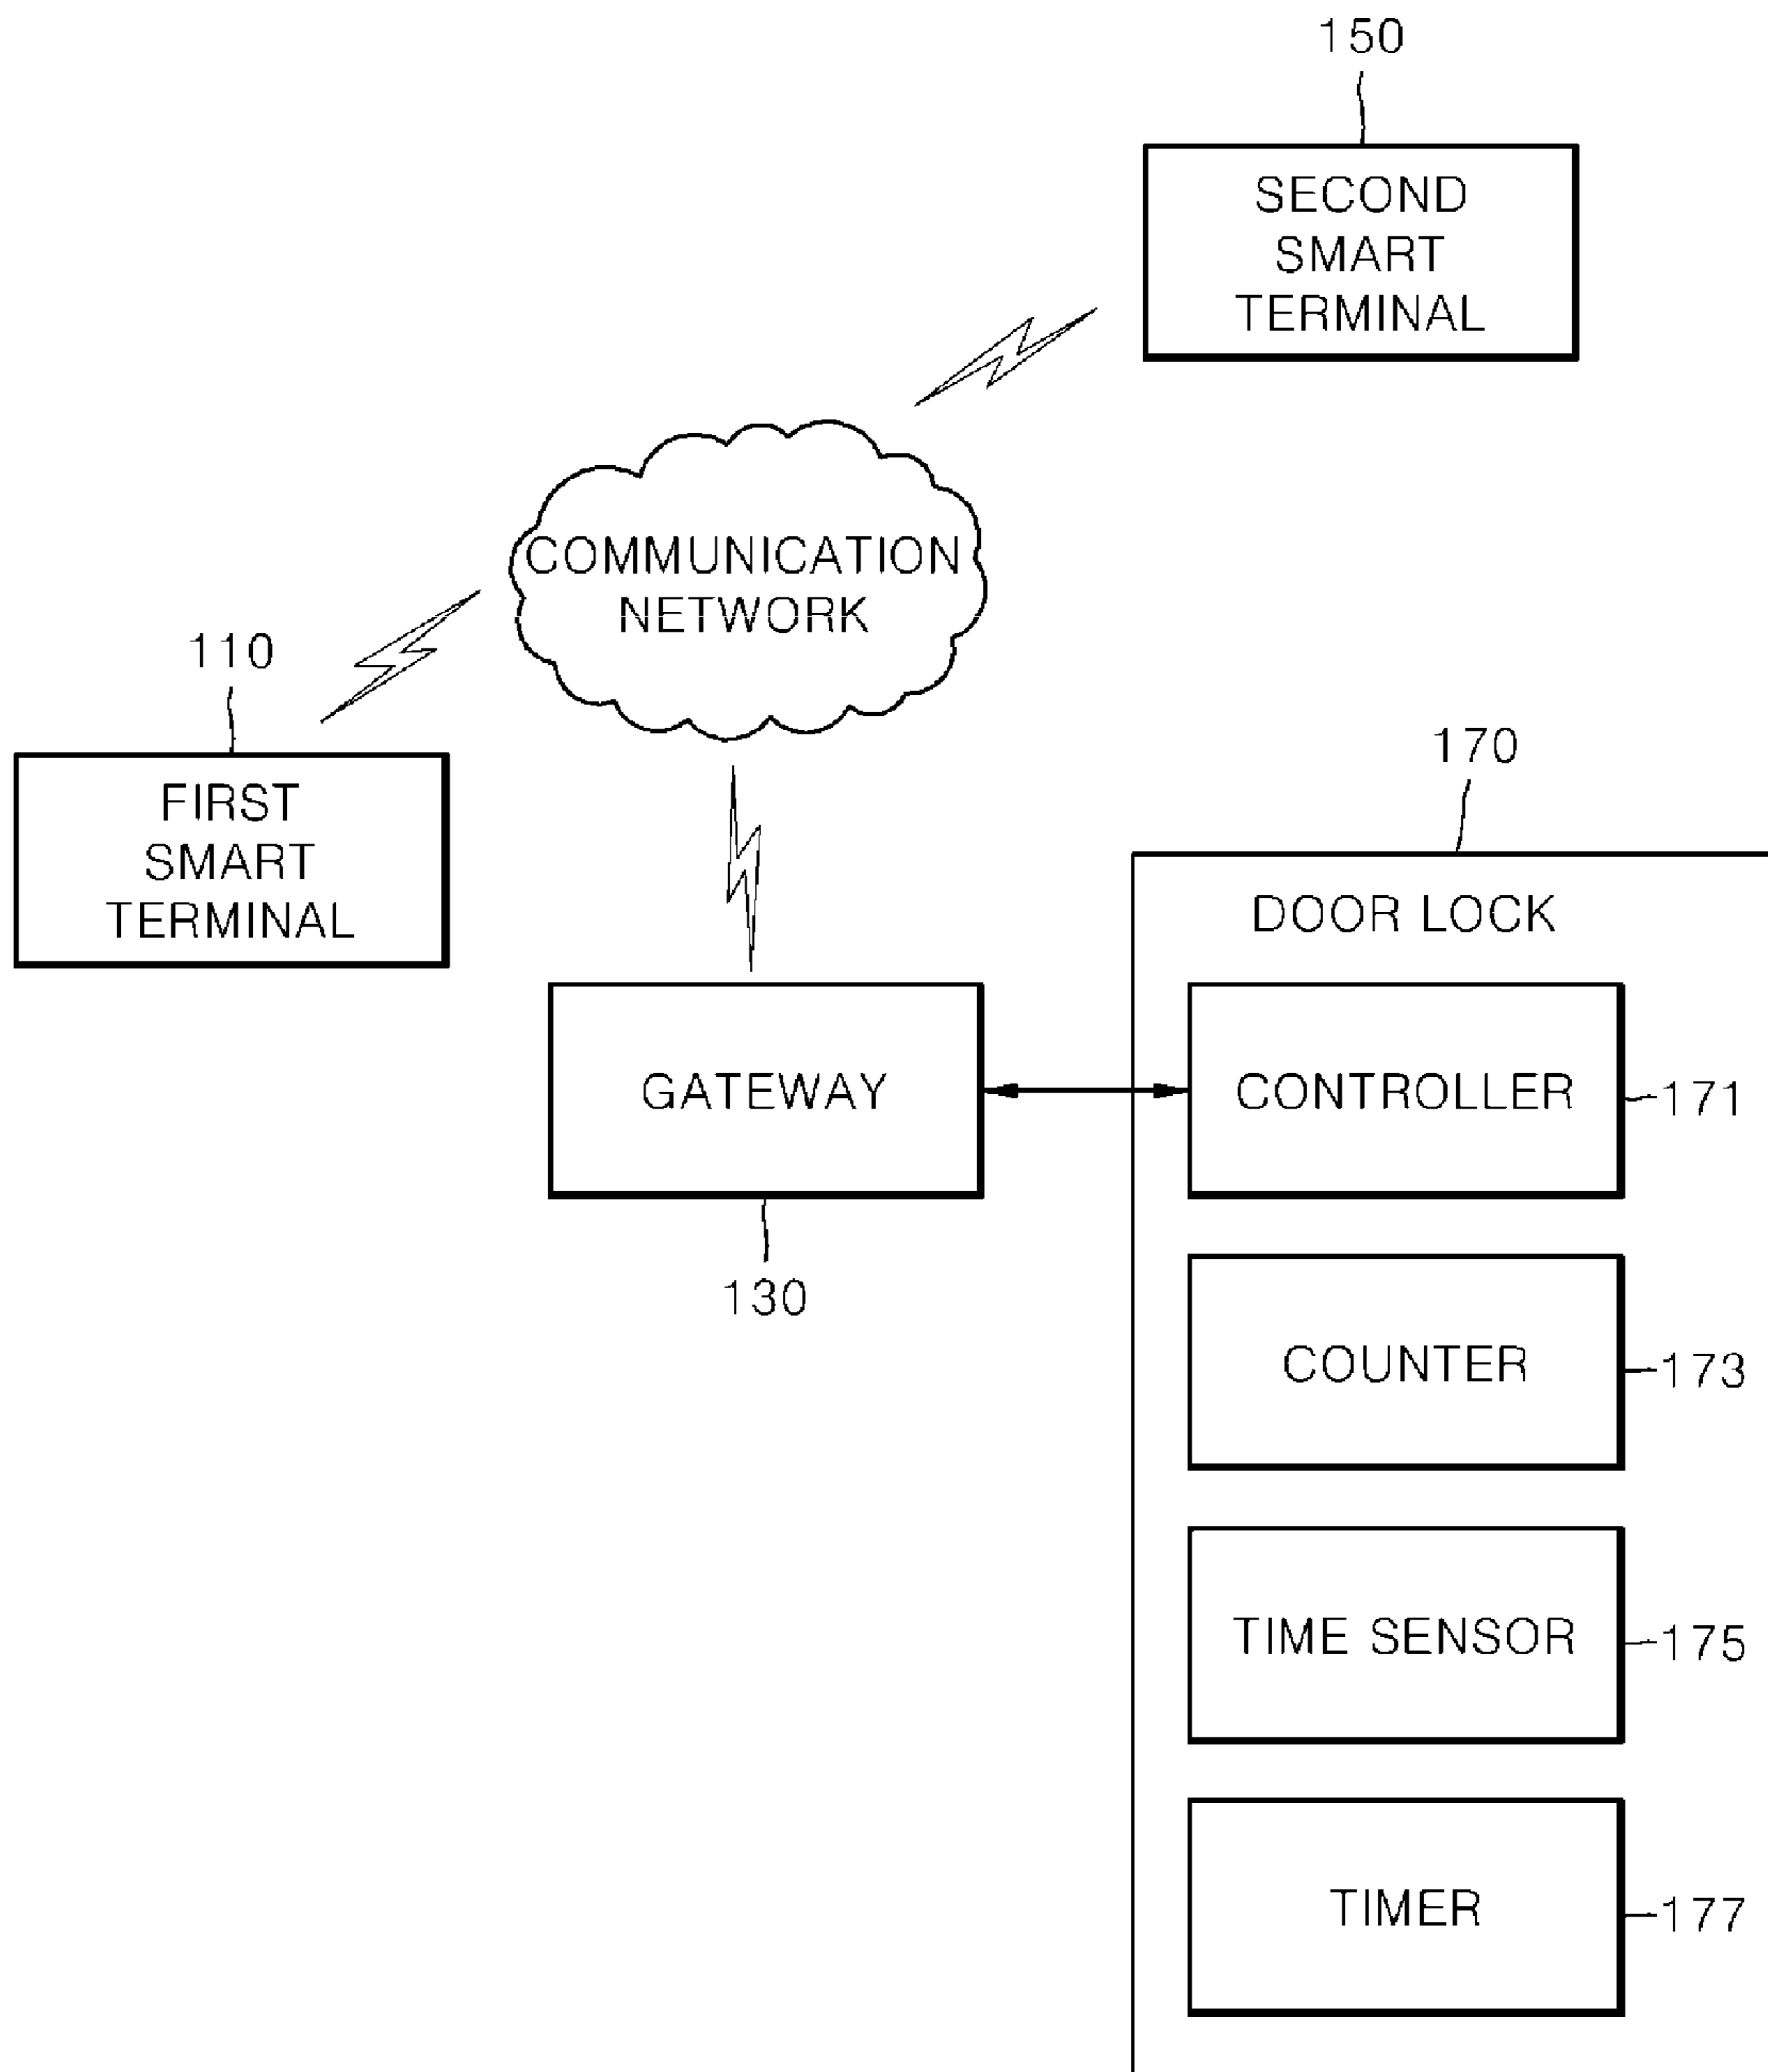 150
SECOND
SMART
TERMINAL
COMMUNICATION
NETWORK
110
FIRST
SMART
TERMINAL
170
DOOR LOCK
GATEWAY
130
CONTROLLER
171
COUNTER
173
TIME SENSOR
175
TIMER
177